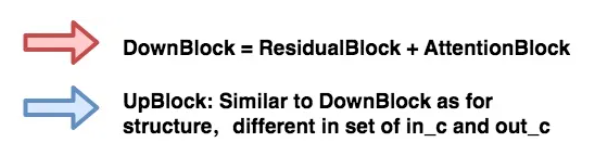 DownBlock = ResidualBlock + AttentionBlock
UpBlock: Similar to DownBlock as for
structure，different in set of in_c and out_c